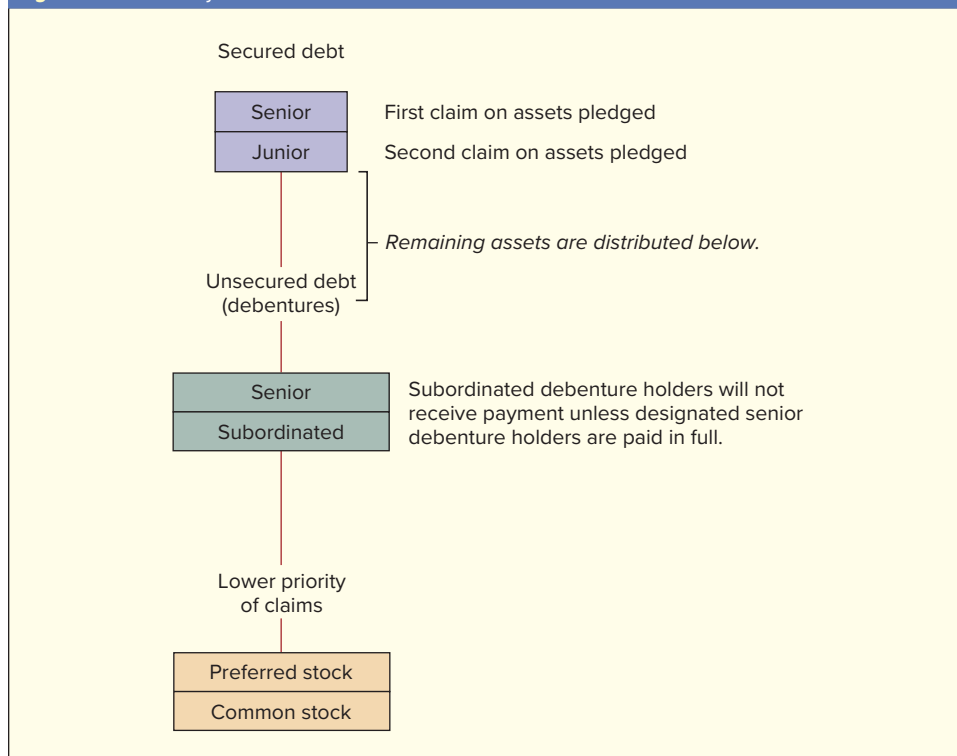 Secured debt
Senior
First claim on assets pledged
Junior
Second claim on assets pledged
Remaining assets are distributed below.
Unsecured debt
(debentures)
Senior
Subordinated
Subordinated debenture holders will not
receive payment unless designated senior
debenture holders are paid in full.
Lower priority
of claims
Preferred stock
Common stock